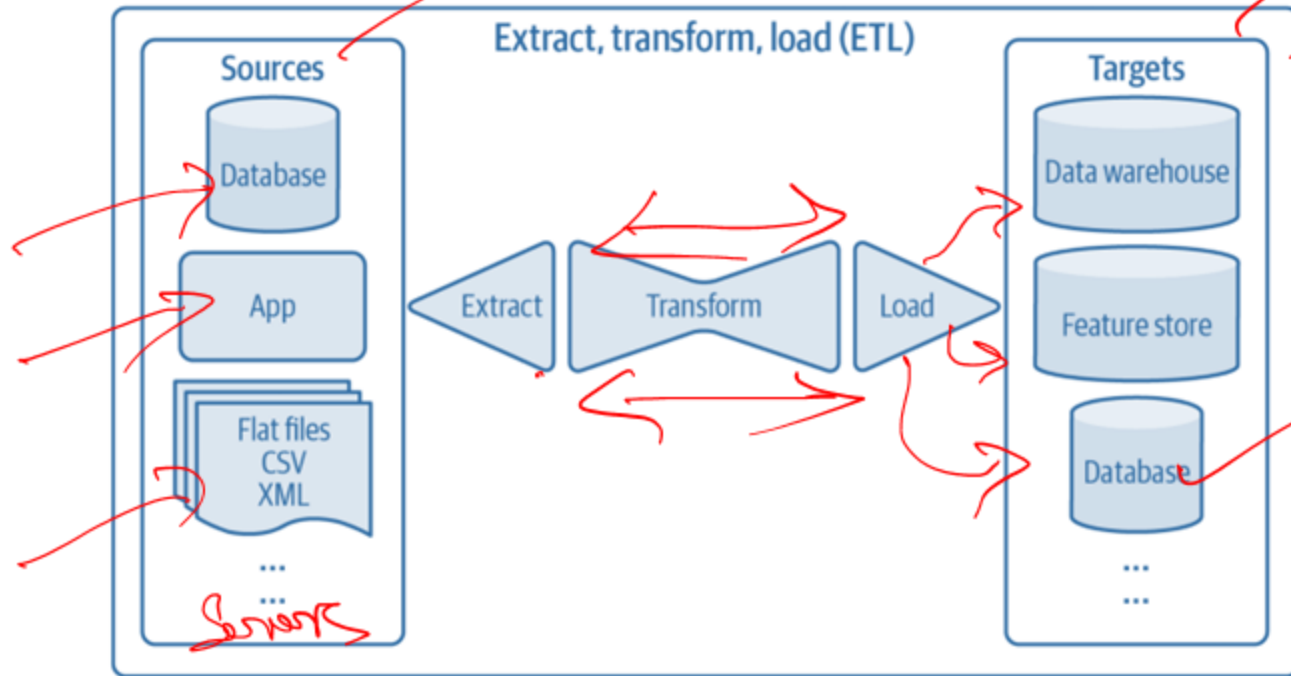 Extract, transform, load (ETL)
Sources
Database
App
Flat files
CSV
XML
...
...
Servers
Extract
Transform
Load
Targets
Data warehouse
Feature store
Database
...
...